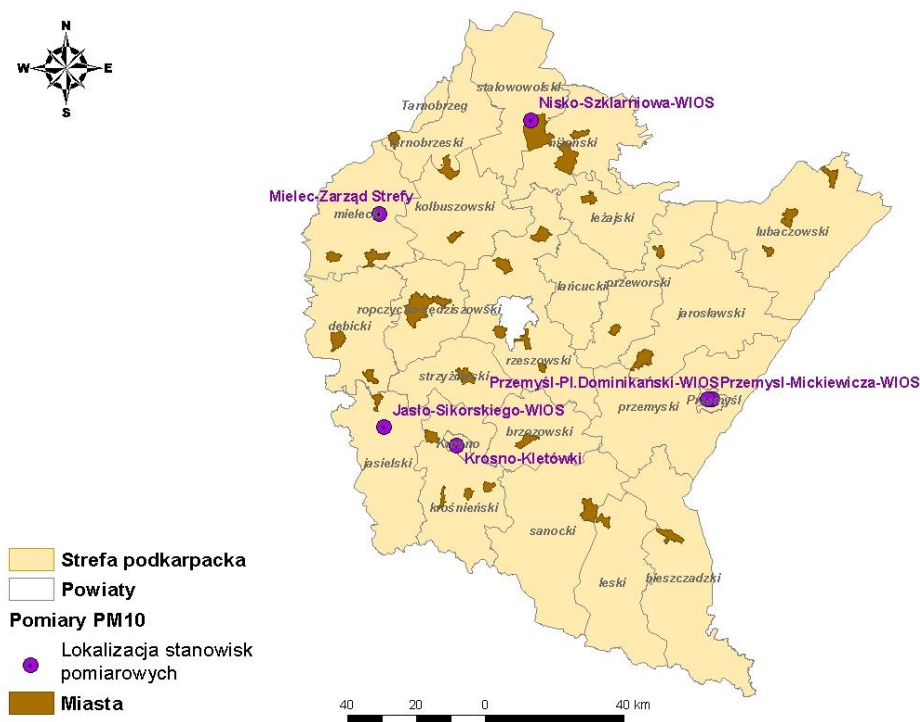 N
W E
S
stalowowolski
Tarnobrzeg
Nisko-Szklarniowa-WIOS
tarnobrzeski
niżański
Mielec-Zarząd Strefy
mielecki
kolbuszowski
leżajski
lubaczowski
łańcucki
przeworski
ropczycko-sędziszowski
jarosławski
dębicki
rzeszowski
strzyżowski
Przemyśl-Pl.Dominikański-WIOS
Przemysl-Mickiewicza-WIOS
Przemyśl
przemyski
Jasło-Sikorskiego-WIOS
brzozowski
Krosno
Krosno-Kletówki
jasielski
krośnieński
sanocki
leski
bieszczadzki
Strefa podkarpacka
Powiaty
Pomiary PM10
Lokalizacja stanowisk
pomiarowych
Miasta
40 20 0 40 km